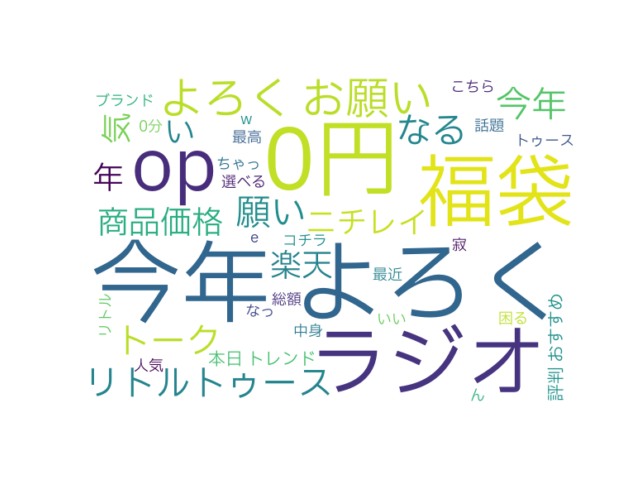 ブランド
よろく お願い
こちら
今年
気
0分
い
w
最高
0円
なる
話題
トゥース
年
op
ちゃっ
選べる
福袋
商品価格
願い
ニチレイ
e
コチラ
寂
今年 よろく
楽天
最近
リトル
総額
なっ
トーク
中身
いい
困る
評判 おすすめ
人気
本日 トレンド
ラジオ
リトルトゥース
ん